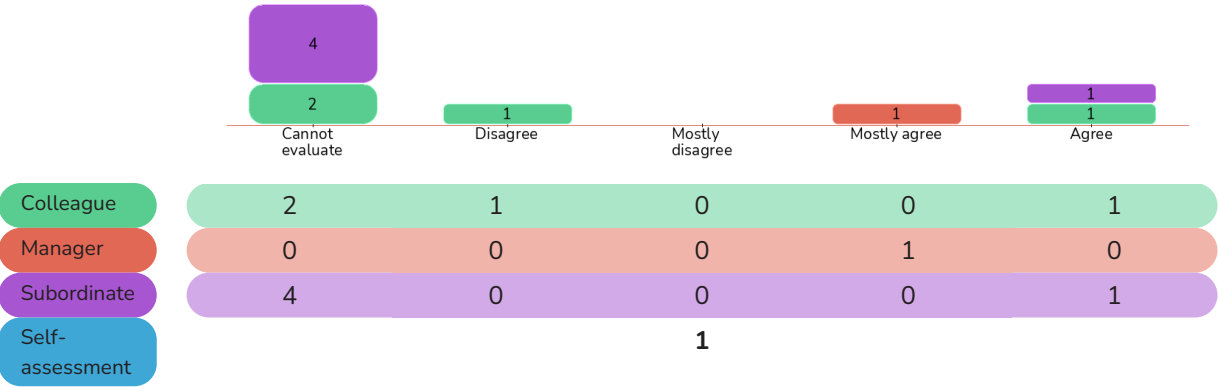 4
2
1
1
1
1
Cannot
evaluate
Disagree
Mostly
disagree
Mostly agree
Agree
Colleague 2 1 0 0 1
Manager 0 0 0 1 0
Subordinate 4 0 0 0 1
Self-
assessment
1